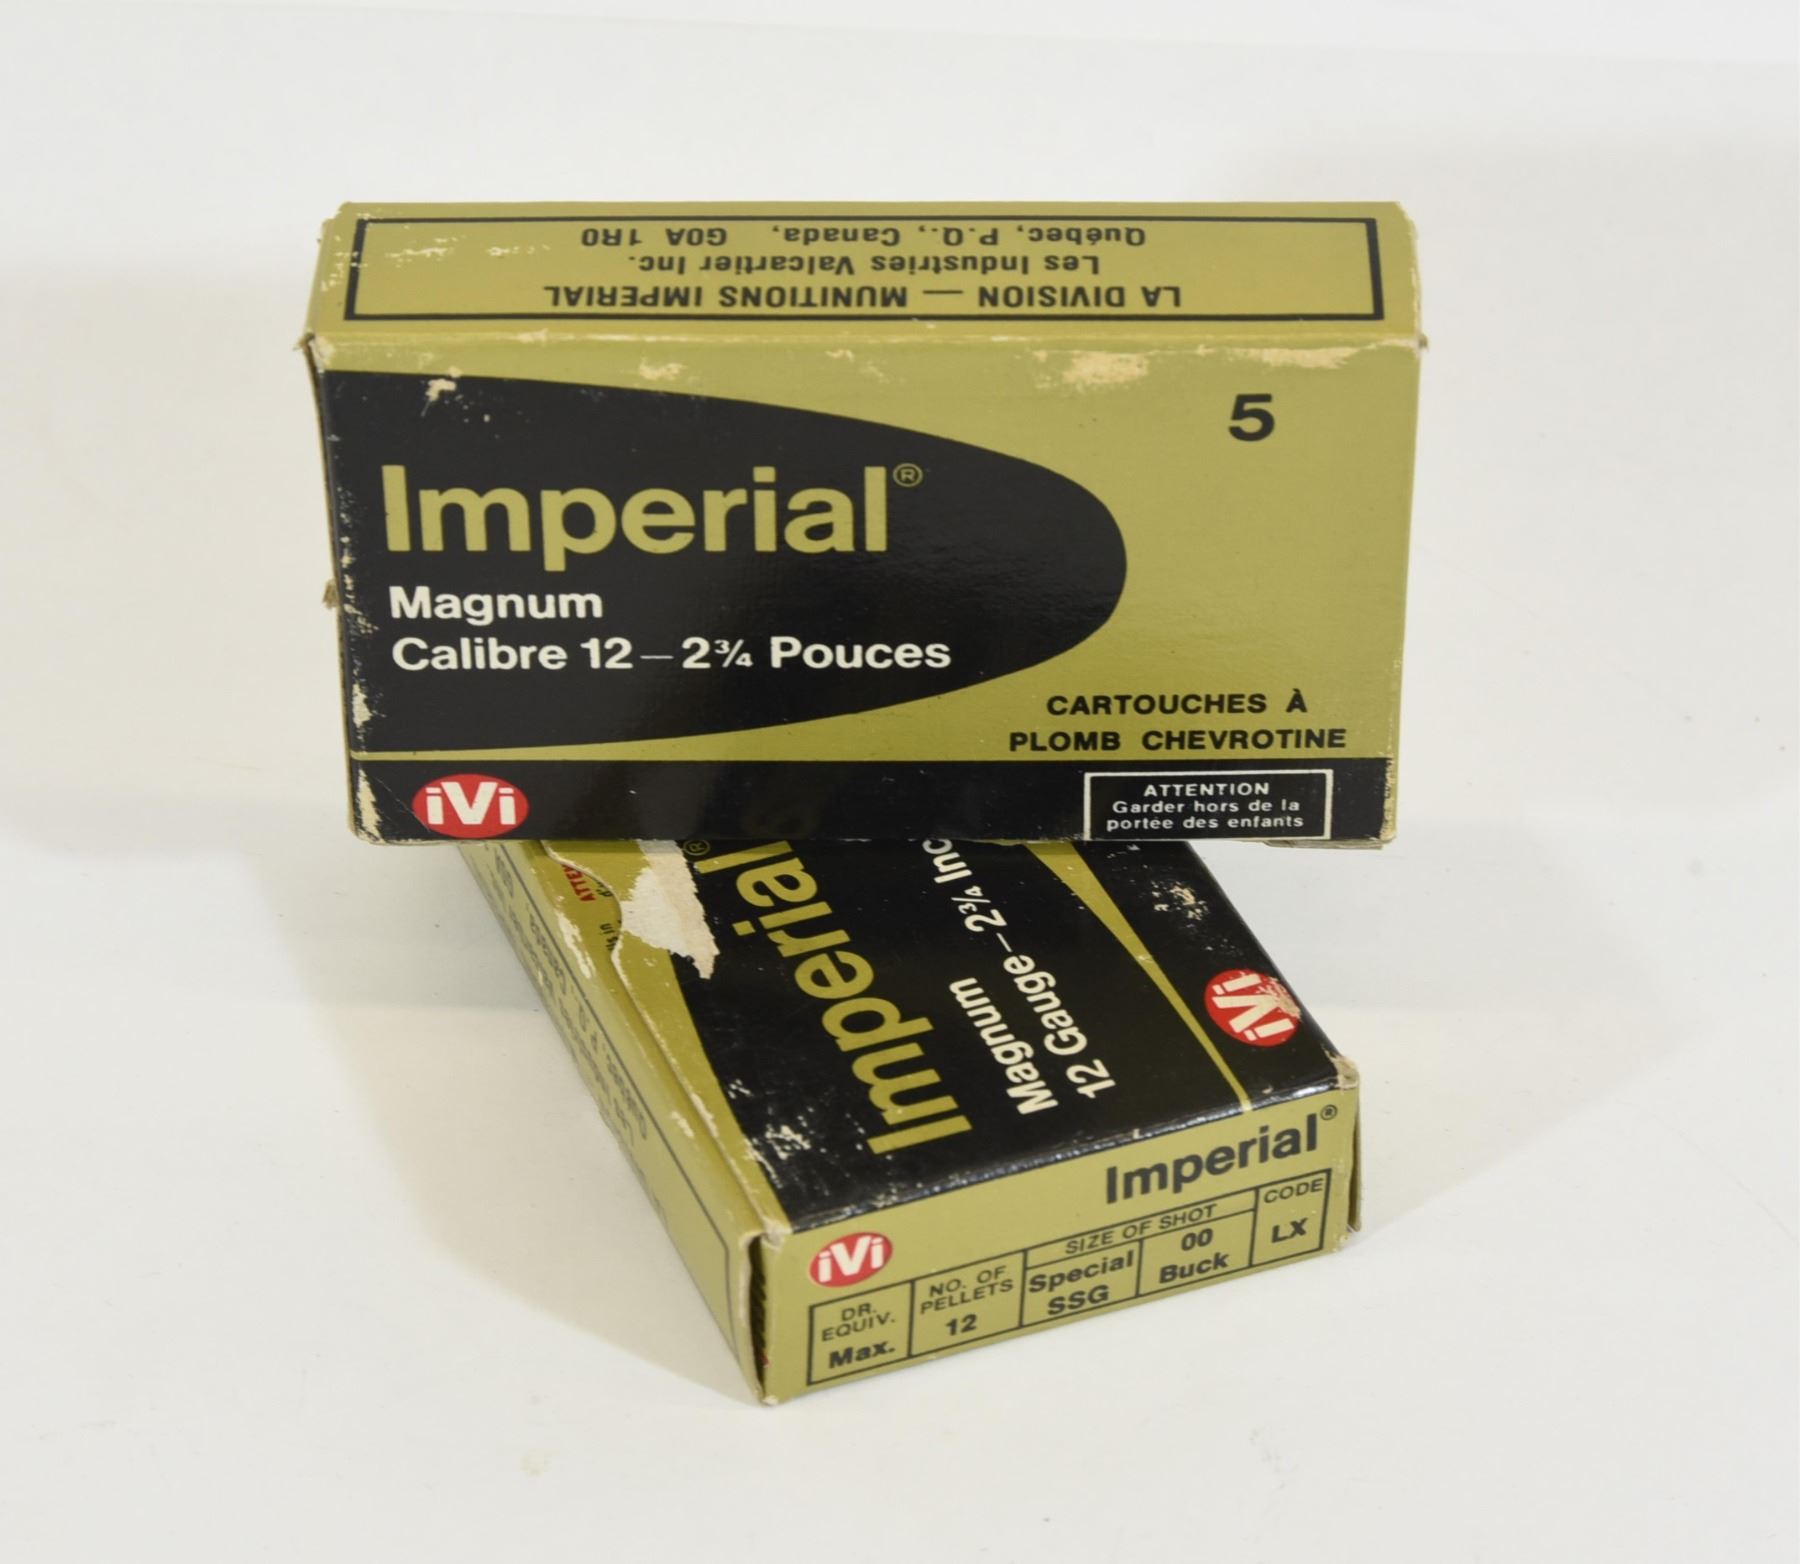 LA DIVISION — MUNITIONS IMPERIAL
Les Industries Valcartier Inc.
Québec, P.Q., Canada, G0A 1R0
5
Imperial®
Magnum
Calibre 12 – 2¾ Pouces
CARTOUCHES À
PLOMB CHEVROTINE
iVi
ATTENTION
Garder hors de la
portée des enfants
Imperial®
Magnum
12 Gauge – 2¾ Inc
iVi
iVi
Imperial®
DR. EQUIV.
Max.
NO. OF PELLETS
12
SIZE OF SHOT
Special SSG
00 Buck
CODE
LX